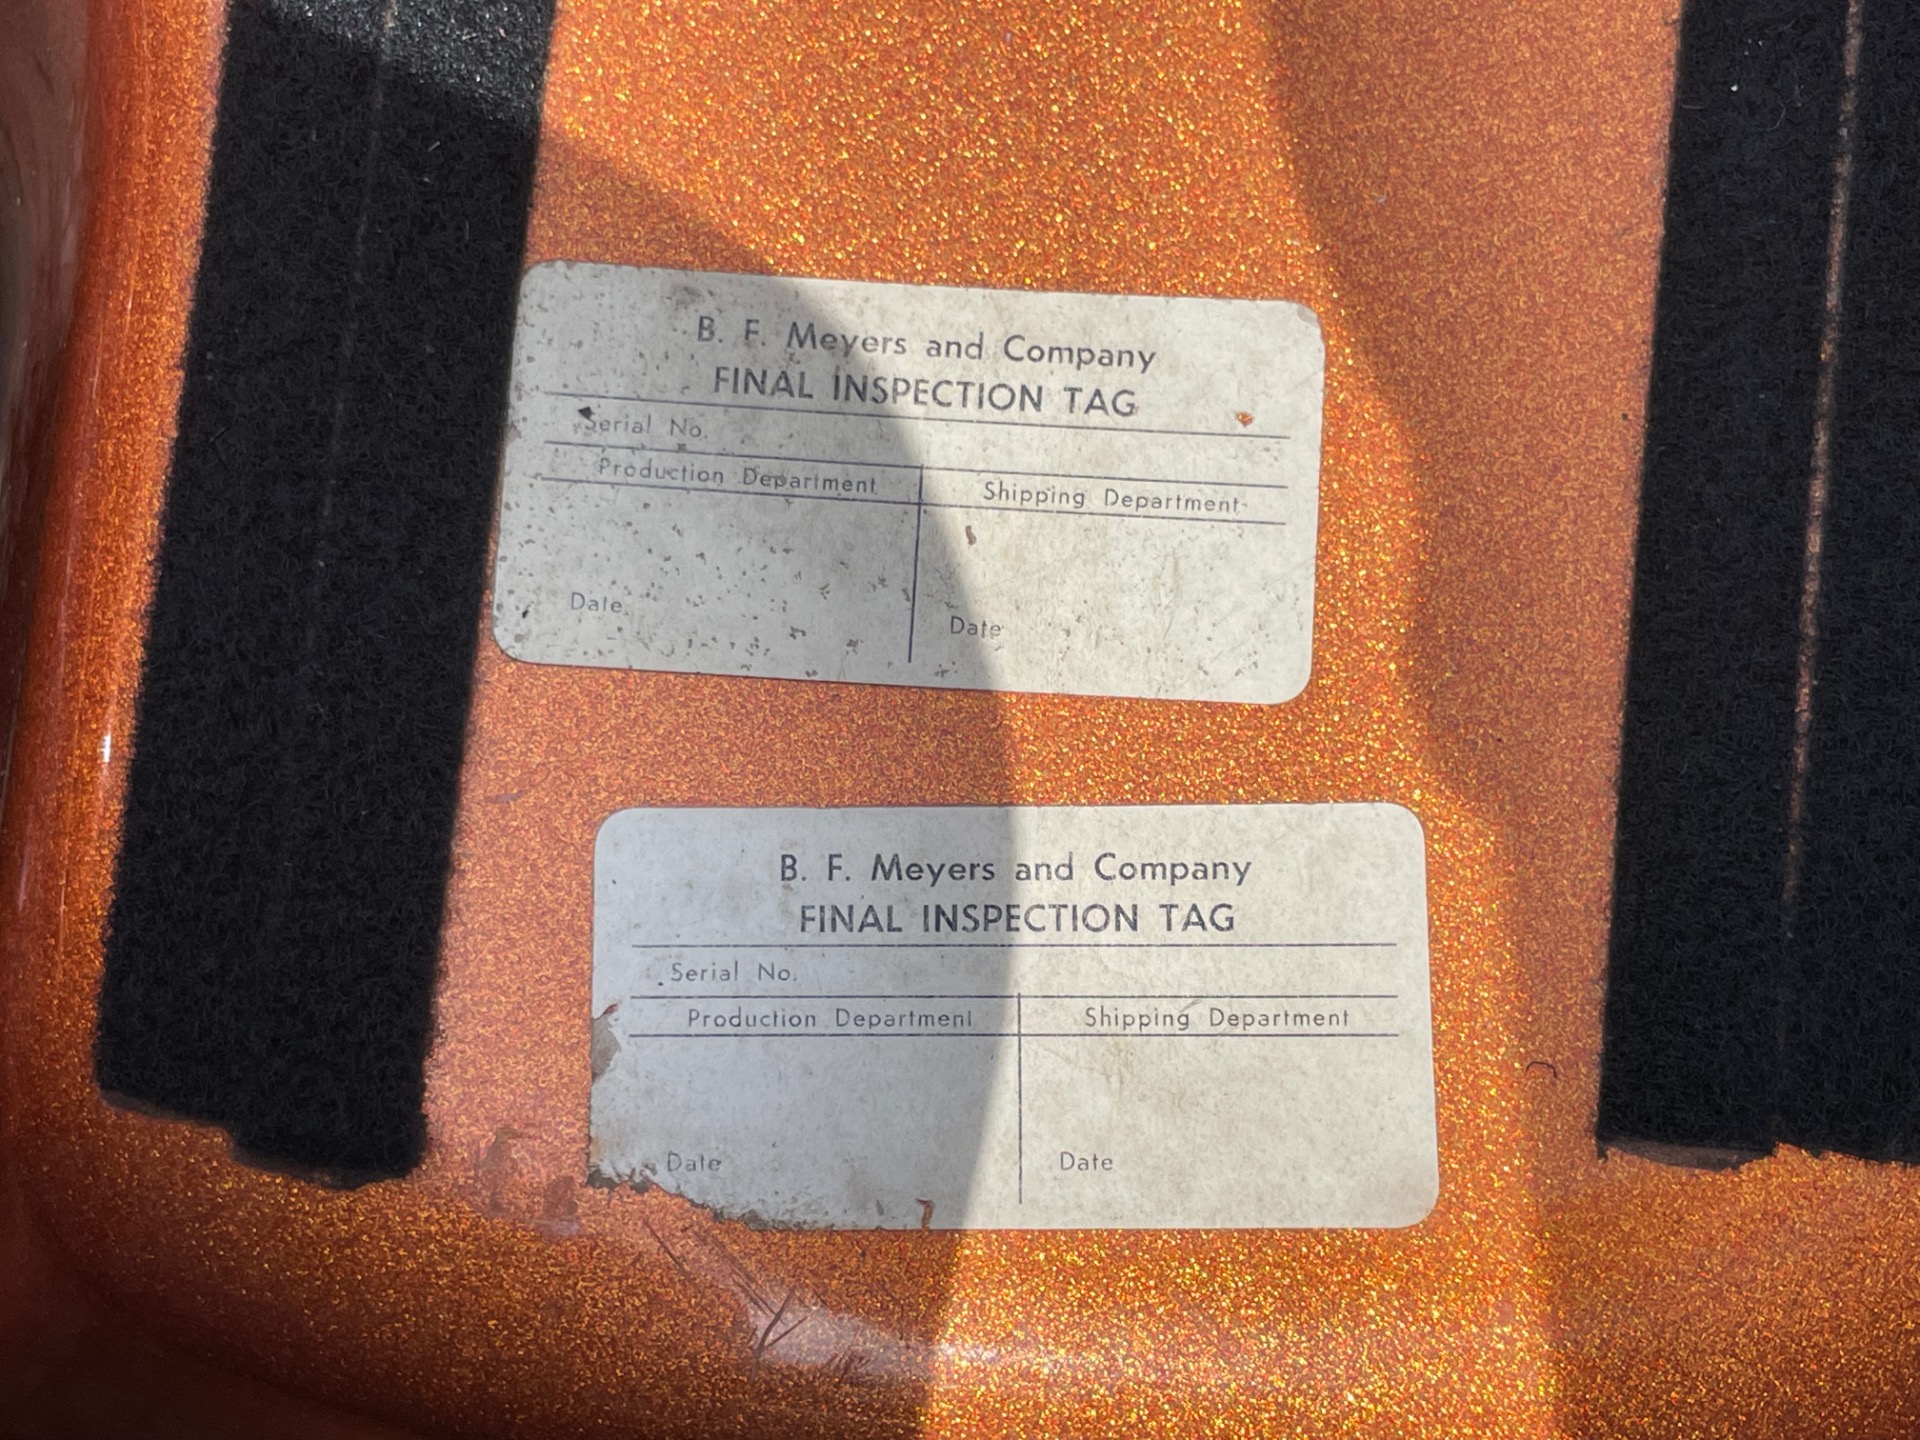 B. F. Meyers and Company
FINAL INSPECTION TAG
Serial No.
Production Department Shipping Department
Date Date
B. F. Meyers and Company
FINAL INSPECTION TAG
Serial No.
Production Department Shipping Department
Date Date